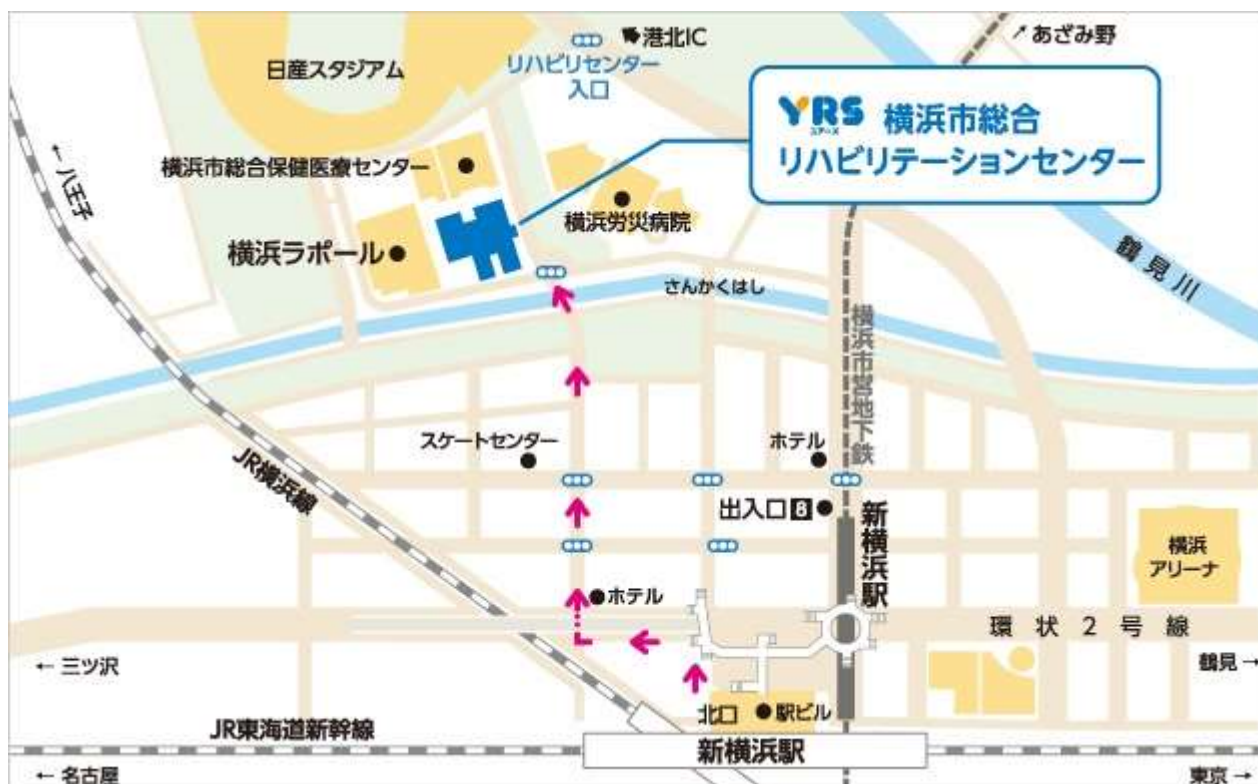 港北IC
↗あざみ野
日産スタジアム
リハビリセンター
入口
YRS 横浜市総合
リハビリテーションセンター
←八王子
横浜市総合保健医療センター
横浜労災病院
横浜ラポール
鶴見川
さんかくはし
横浜市営地下鉄
スケートセンター
ホテル
JR横浜線
出入口8
新横浜駅
横浜
アリーナ
ホテル
環状2号線
←三ツ沢
鶴見→
北口
駅ビル
JR東海道新幹線
新横浜駅
←名古屋
東京→